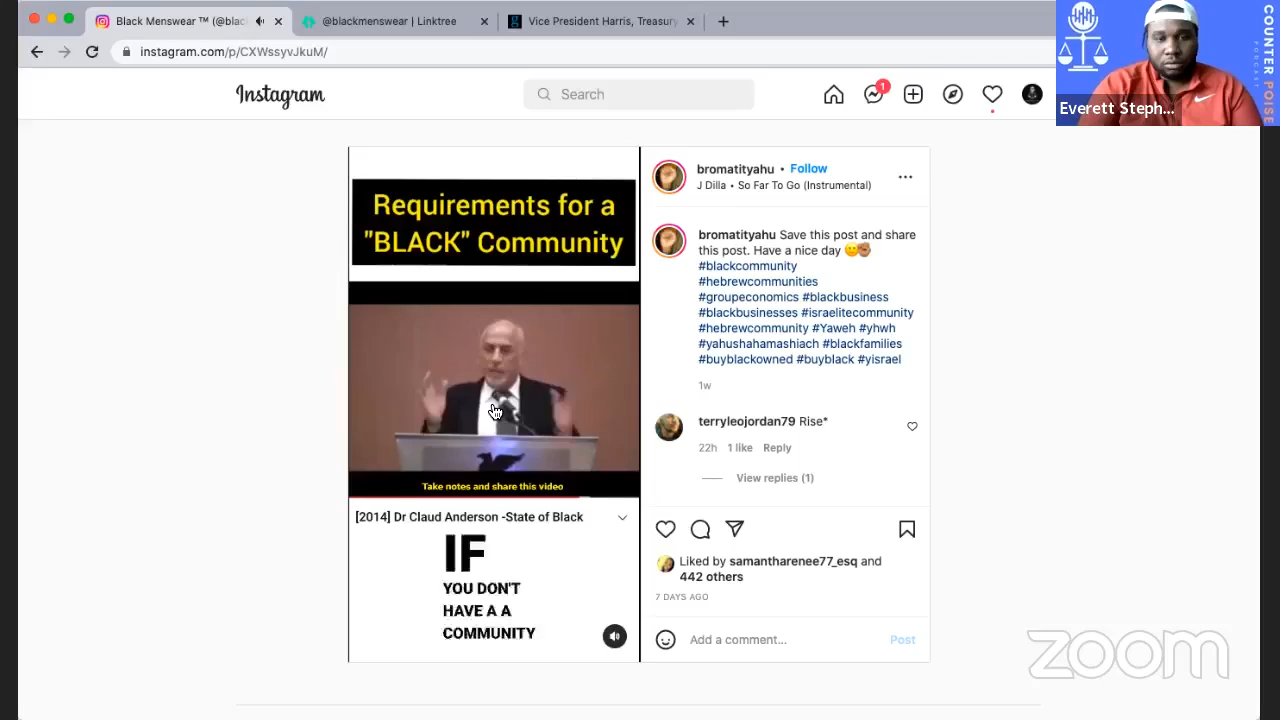 Black Menswear ™ (@blac
@blackmenswear | Linktree
Vice President Harris, Treasury
instagram.com/p/CXWssyvJkuM/
Instagram
Search
1
COUNTER POISE
PODCAST
Everett Steph...
Requirements for a
"BLACK" Community
Take notes and share this video
[2014] Dr Claud Anderson -State of Black
IF
YOU DON'T
HAVE A A
COMMUNITY
bromatityahu • Follow
J Dilla • So Far To Go (Instrumental)
bromatityahu Save this post and share
this post. Have a nice day
#blackcommunity
#hebrewcommunities
#groupeconomics #blackbusiness
#blackbusinesses #israelitecommunity
#hebrewcommunity #Yaweh #yhwh
#yahushahamashiach #blackfamilies
#buyblackowned #buyblack #yisrael
1w
terryleojordan79 Rise*
22h 1 like Reply
View replies (1)
Liked by samantharenee77_esq and
442 others
7 DAYS AGO
Add a comment... Post
zoom